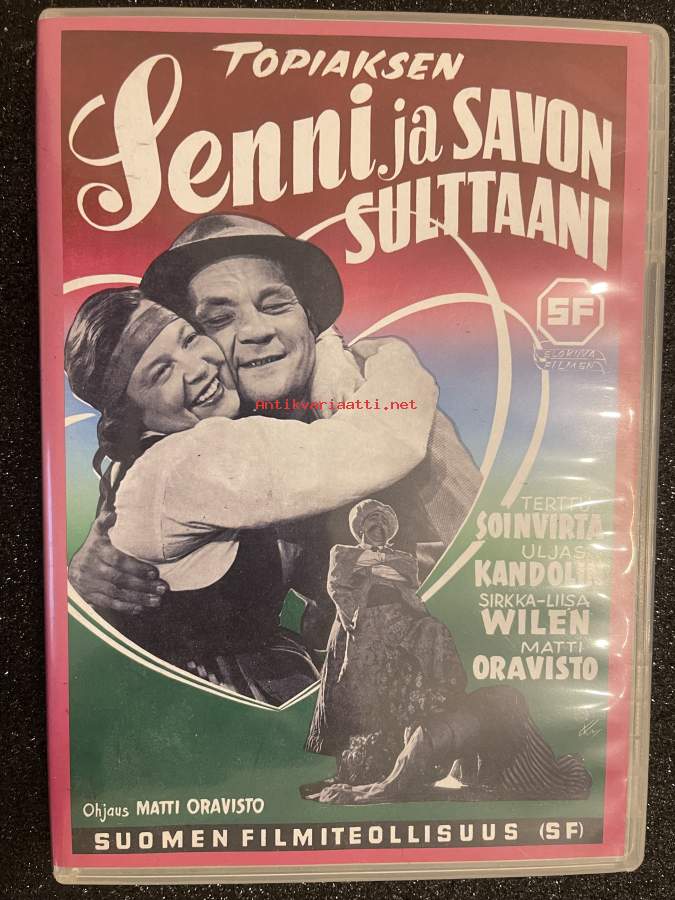 TOPIAKSEN
Senni ja SAVON
SULTTAANI
SF
ELOKUVA
FILMEN
Antikvariaatti.net
TERTTU
SOINVIRTA
ULJAS
KANDOLIN
SIRKKA-LIISA
WILEN
MATTI
ORAVISTO
Ohjaus MATTI ORAVISTO
SUOMEN FILMITEOLLISUUS (SF)